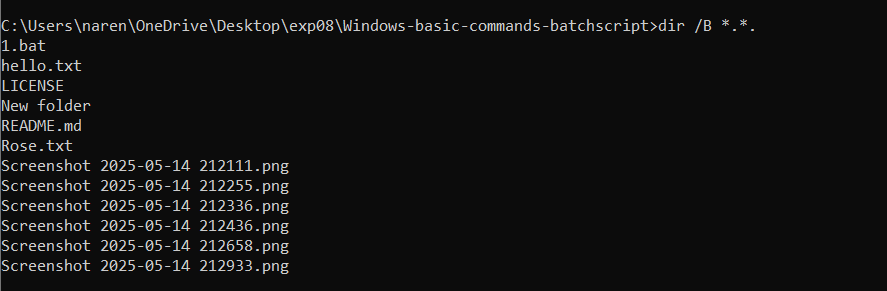 C:\Users\naren\OneDrive\Desktop\exp08\Windows-basic-commands-batchscript>dir /B *.*.
1.bat
hello.txt
LICENSE
New folder
README.md
Rose.txt
Screenshot 2025-05-14 212111.png
Screenshot 2025-05-14 212255.png
Screenshot 2025-05-14 212336.png
Screenshot 2025-05-14 212436.png
Screenshot 2025-05-14 212658.png
Screenshot 2025-05-14 212933.png